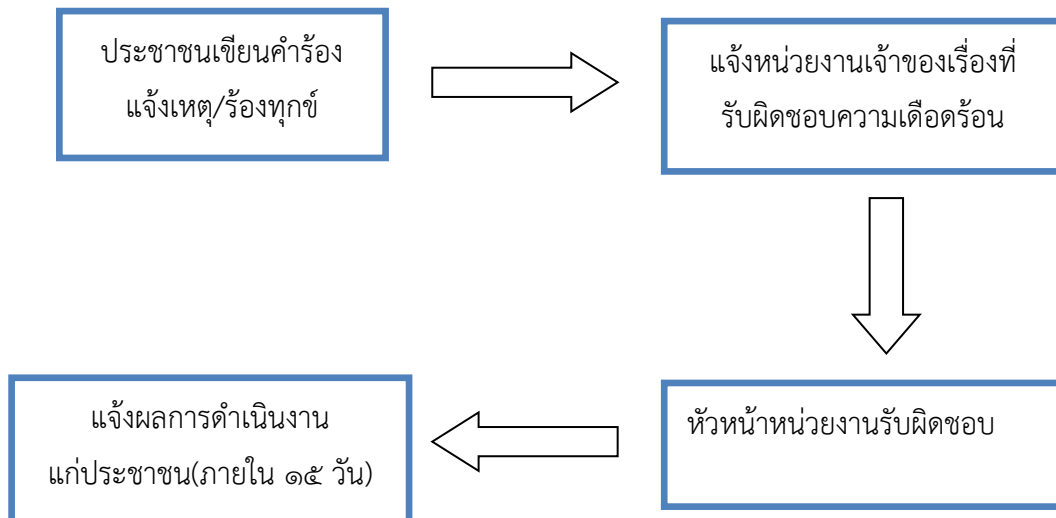 ประชาชนเขียนคำร้อง
แจ้งเหตุ/ร้องทุกข์
แจ้งหน่วยงานเจ้าของเรื่องที่
รับผิดชอบความเดือดร้อน
หัวหน้าหน่วยงานรับผิดชอบ
แจ้งผลการดำเนินงาน
แก่ประชาชน(ภายใน ๑๕ วัน)